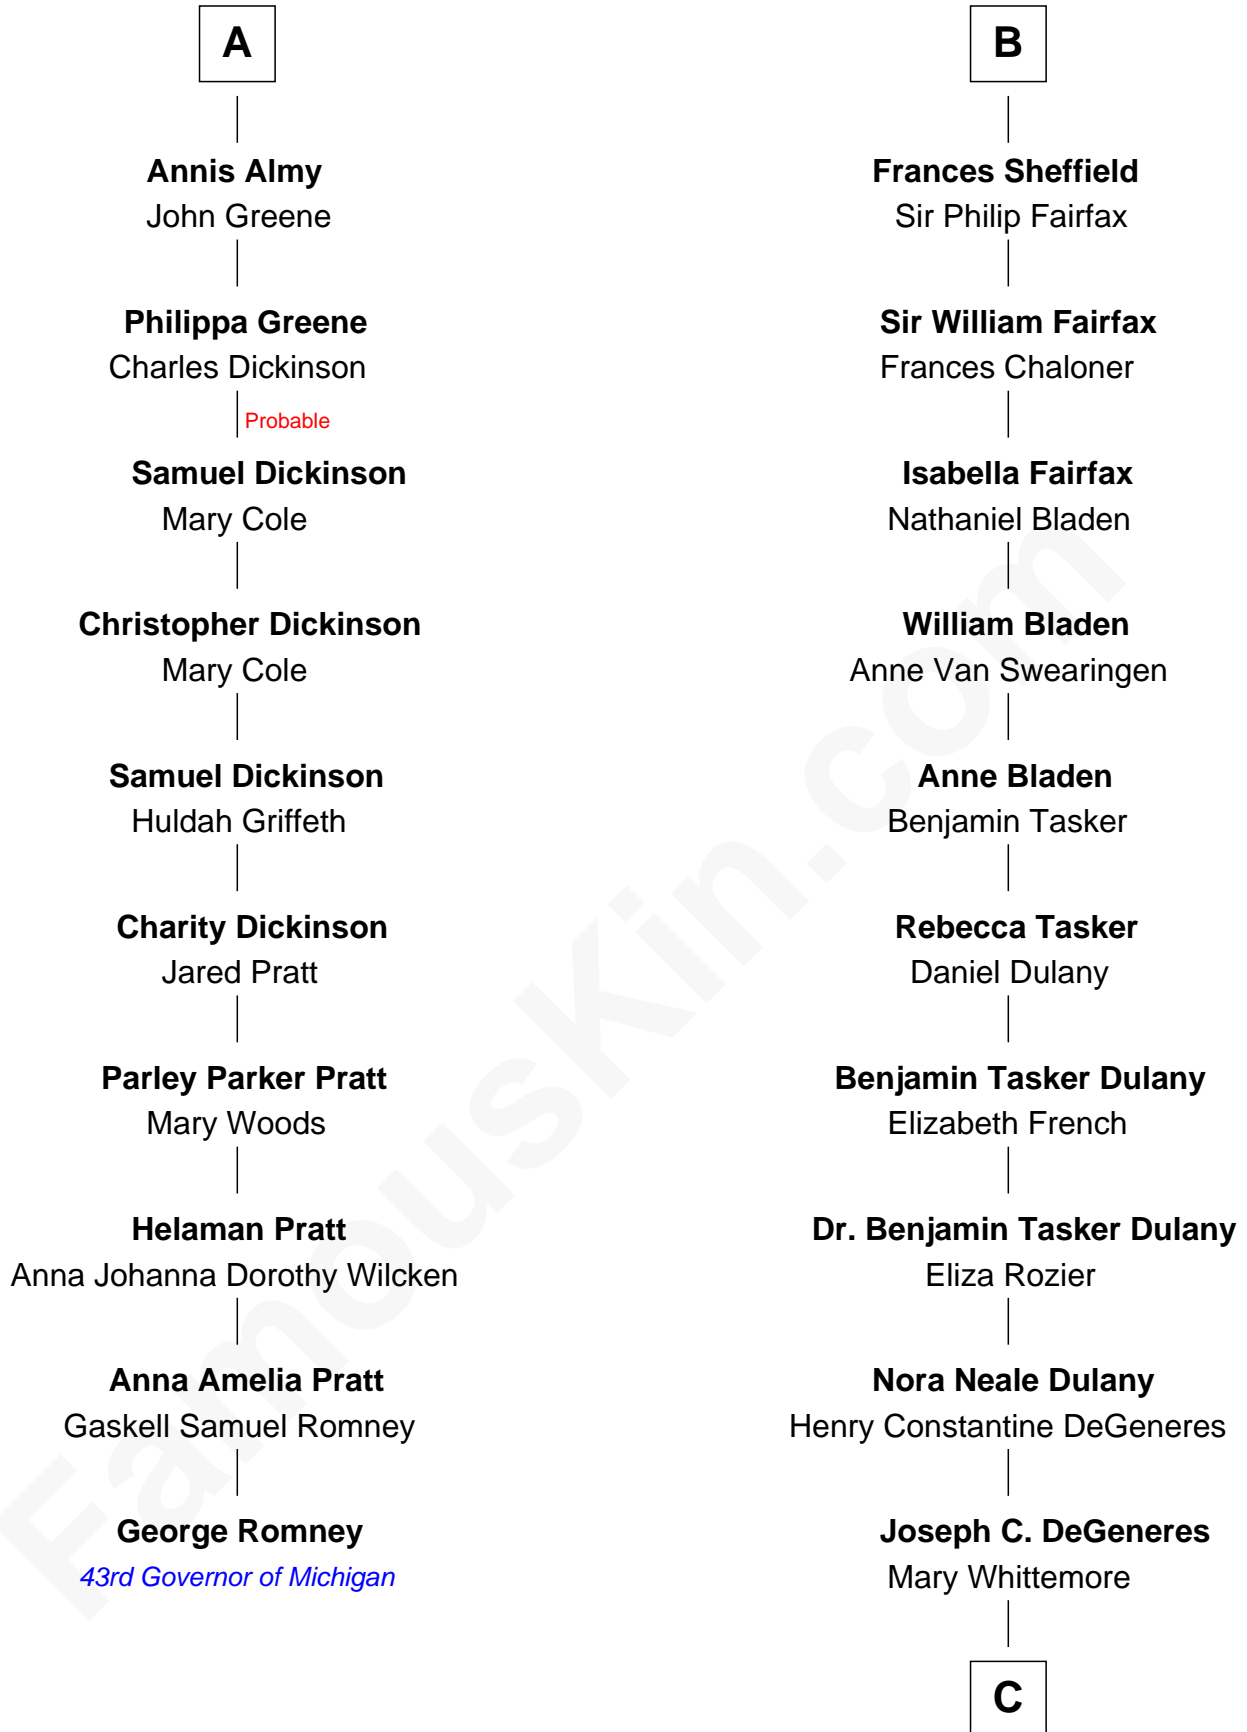 A
Annis Almy
John Greene
Philippa Greene
Charles Dickinson
Probable
Samuel Dickinson
Mary Cole
Christopher Dickinson
Mary Cole
Samuel Dickinson
Huldah Griffeth
Charity Dickinson
Jared Pratt
Parley Parker Pratt
Mary Woods
Helaman Pratt
Anna Johanna Dorothy Wilcken
Anna Amelia Pratt
Gaskell Samuel Romney
George Romney
43rd Governor of Michigan
B
Frances Sheffield
Sir Philip Fairfax
Sir William Fairfax
Frances Chaloner
Isabella Fairfax
Nathaniel Bladen
William Bladen
Anne Van Swearingen
Anne Bladen
Benjamin Tasker
Rebecca Tasker
Daniel Dulany
Benjamin Tasker Dulany
Elizabeth French
Dr. Benjamin Tasker Dulany
Eliza Rozier
Nora Neale Dulany
Henry Constantine DeGeneres
Joseph C. DeGeneres
Mary Whittemore
C
FamousKin.com